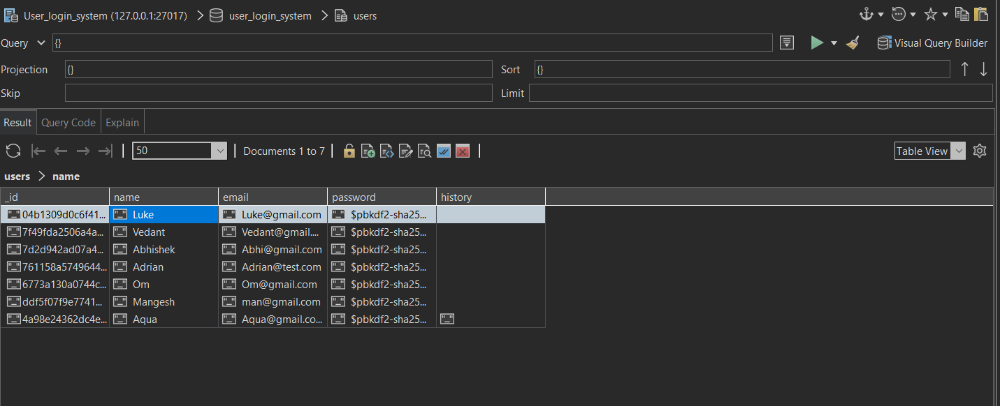 User_login_system (127.0.0.1:27017) user_login_system users
Query {} Visual Query Builder
Projection {} Sort {}
Skip Limit
Result Query Code Explain
50 Documents 1 to 7 Table View
users name
_id name email password history
04b1309d0c6f41... Luke Luke@gmail.com $pbkdf2-sha25...
7f49fda2506a4a... Vedant Vedant@gmail.... $pbkdf2-sha25...
7d2d942ad07a4... Abhishek Abhi@gmail.com $pbkdf2-sha25...
761158a5749644... Adrian Adrian@test.com $pbkdf2-sha25...
6773a130a0744c... Om Om@gmail.com $pbkdf2-sha25...
ddf5f07f9e7741... Mangesh man@gmail.com $pbkdf2-sha25...
4a98e24362dc4e... Aqua Aqua@gmail.co... $pbkdf2-sha25...